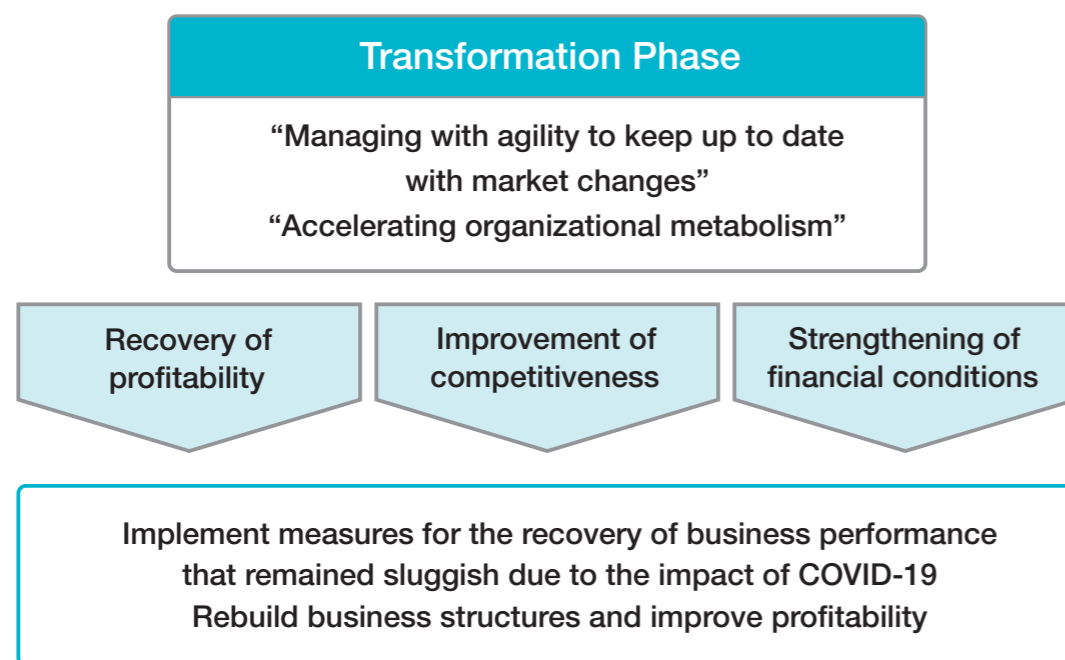 Transformation Phase
“Managing with agility to keep up to date
with market changes”
“Accelerating organizational metabolism”
Recovery of
profitability
Improvement of
competitiveness
Strengthening of
financial conditions
Implement measures for the recovery of business performance
that remained sluggish due to the impact of COVID-19
Rebuild business structures and improve profitability